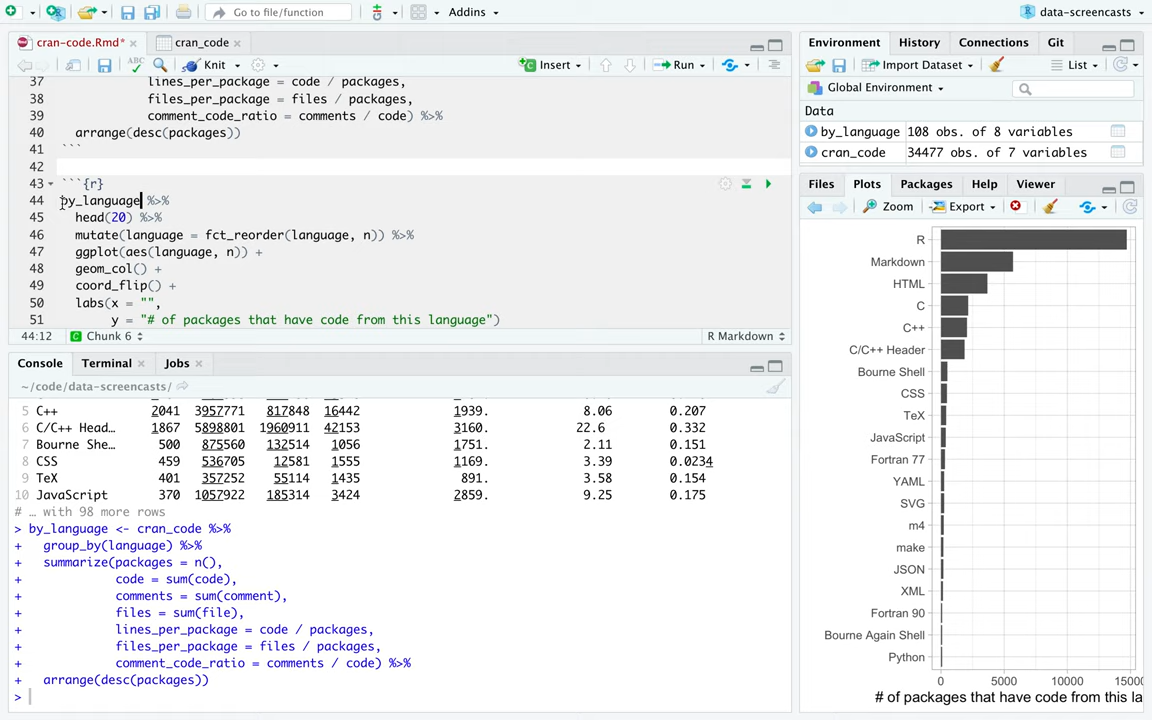 Go to file/function
Addins
data-screencasts
cran-code.Rmd*
cran_code
ABC
Knit
Insert
Run
37 lines_per_package = code / packages,
38 files_per_package = files / packages,
39 comment_code_ratio = comments / code) %>%
40 arrange(desc(packages))
41 ```
42
43 ```{r}
44 by_language %>%
45 head(20) %>%
46 mutate(language = fct_reorder(language, n)) %>%
47 ggplot(aes(language, n)) +
48 geom_col() +
49 coord_flip() +
50 labs(x = "",
51 y = "# of packages that have code from this language")
44:12 Chunk 6 R Markdown
Console Terminal Jobs
~/code/data-screencasts/
5 C++ 2041 3957771 817848 16442 1939. 8.06 0.207
6 C/C++ Head… 1867 5898801 1960911 42153 3160. 22.6 0.332
7 Bourne She… 500 875560 132514 1056 1751. 2.11 0.151
8 CSS 459 536705 12581 1555 1169. 3.39 0.0234
9 TeX 401 357252 55114 1435 891. 3.58 0.154
10 JavaScript 370 1057922 185314 3424 2859. 9.25 0.175
# … with 98 more rows
> by_language <- cran_code %>%
+ group_by(language) %>%
+ summarize(packages = n(),
+ code = sum(code),
+ comments = sum(comment),
+ files = sum(file),
+ lines_per_package = code / packages,
+ files_per_package = files / packages,
+ comment_code_ratio = comments / code) %>%
+ arrange(desc(packages))
>
Environment History Connections Git
Import Dataset List
Global Environment
Data
by_language 108 obs. of 8 variables
cran_code 34477 obs. of 7 variables
Files Plots Packages Help Viewer
Zoom Export
R
Markdown
HTML
C
C++
C/C++ Header
Bourne Shell
CSS
TeX
JavaScript
Fortran 77
YAML
SVG
m4
make
JSON
XML
Fortran 90
Bourne Again Shell
Python
0 5000 10000 15000
# of packages that have code from this la